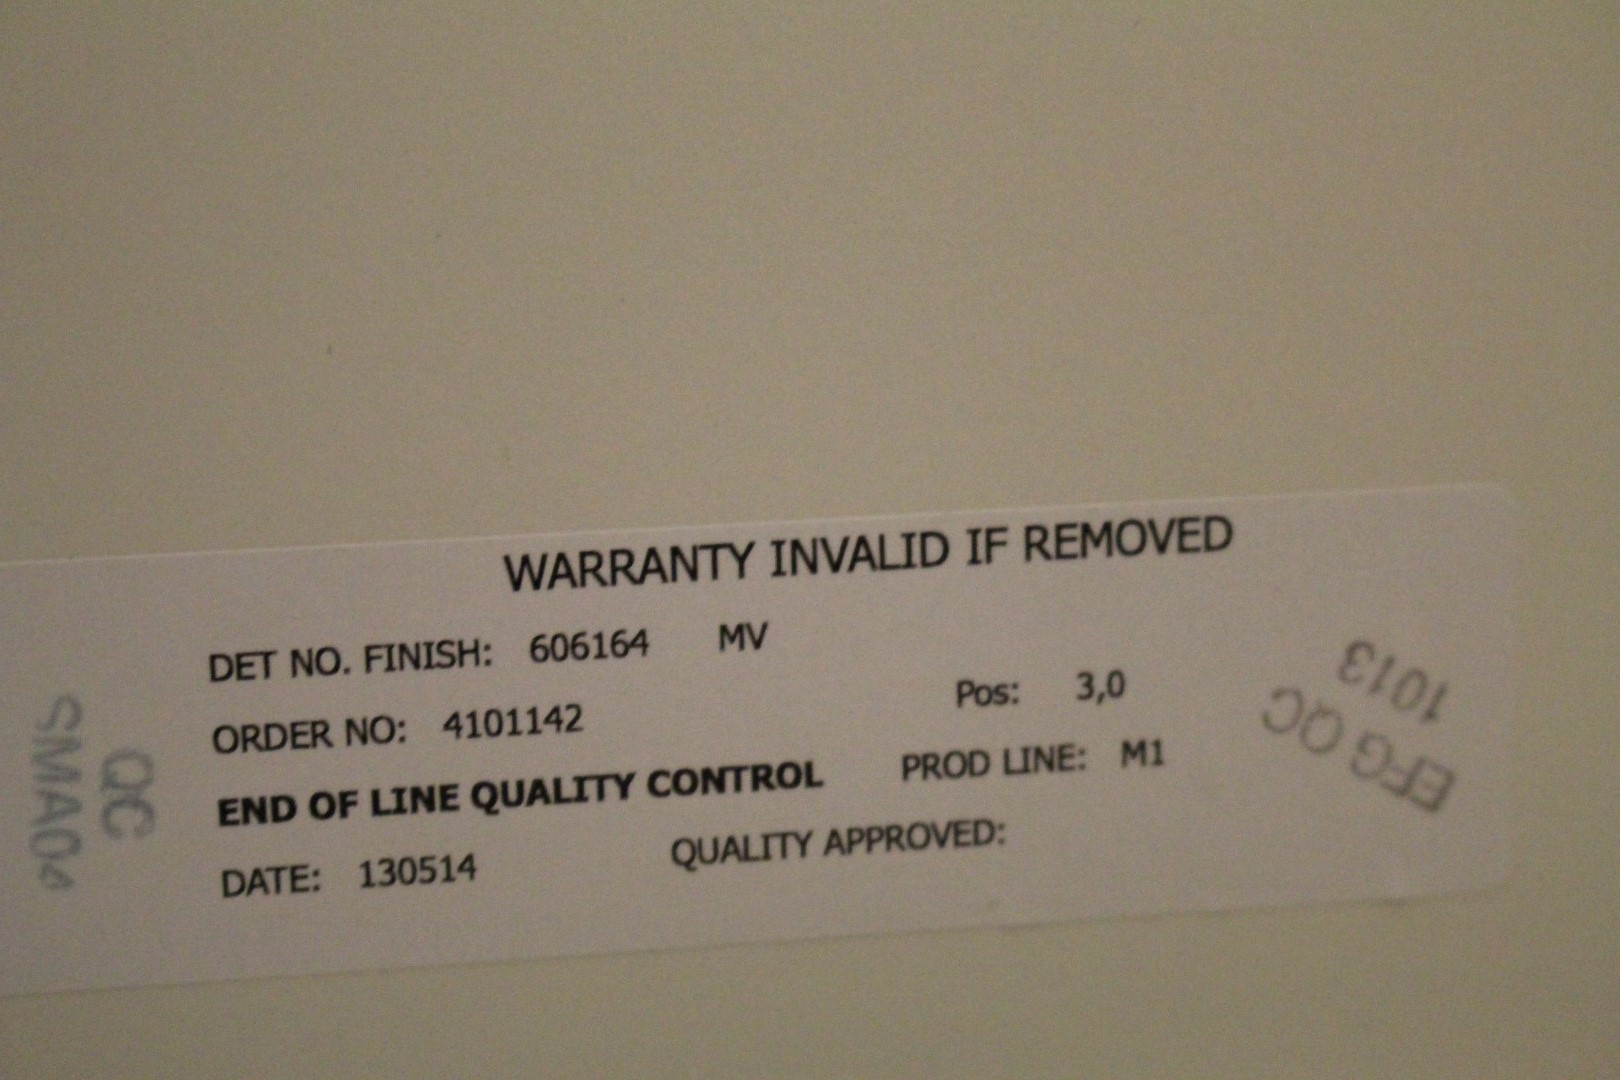 WARRANTY INVALID IF REMOVED
DET NO. FINISH: 606164 MV
ORDER NO: 4101142 Pos: 3,0
END OF LINE QUALITY CONTROL PROD LINE: M1
DATE: 130514 QUALITY APPROVED:
QC
EFG QC
1013